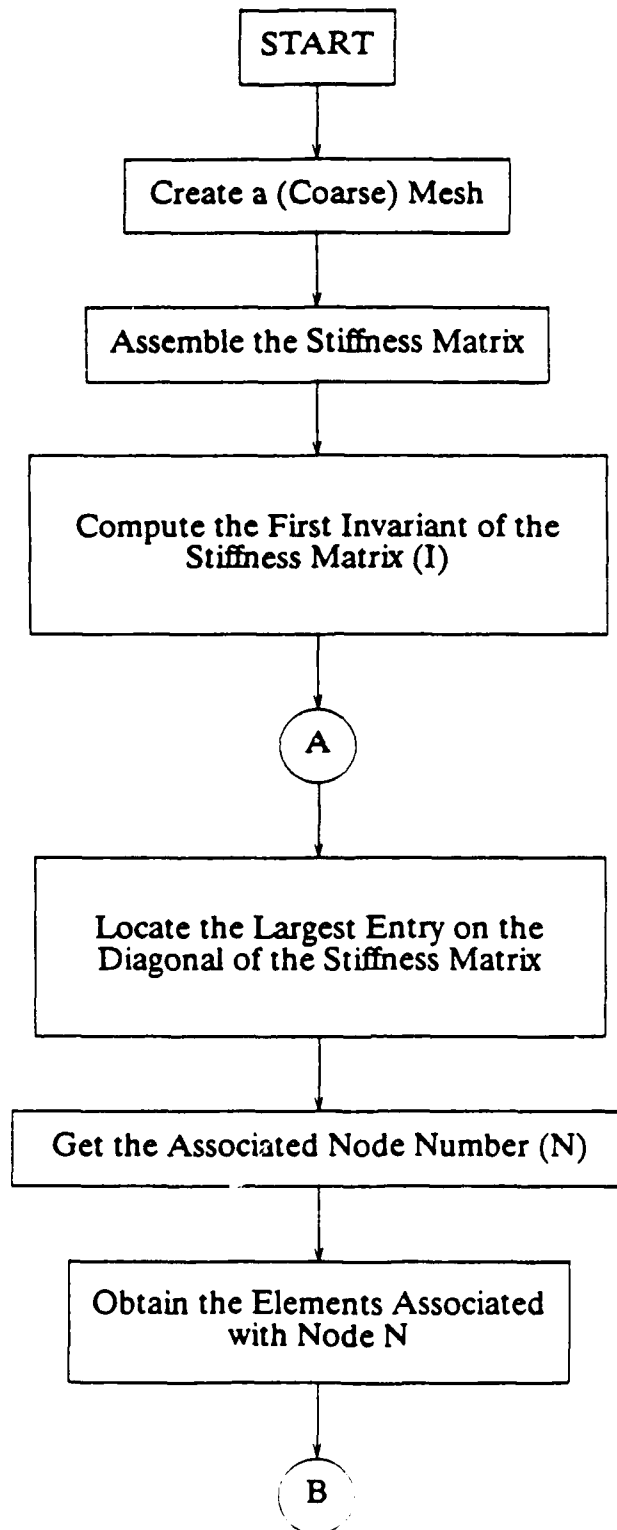 START
Create a (Coarse) Mesh
Assemble the Stiffness Matrix
Compute the First Invariant of the
Stiffness Matrix (I)
A
Locate the Largest Entry on the
Diagonal of the Stiffness Matrix
Get the Associated Node Number (N)
Obtain the Elements Associated
with Node N
B